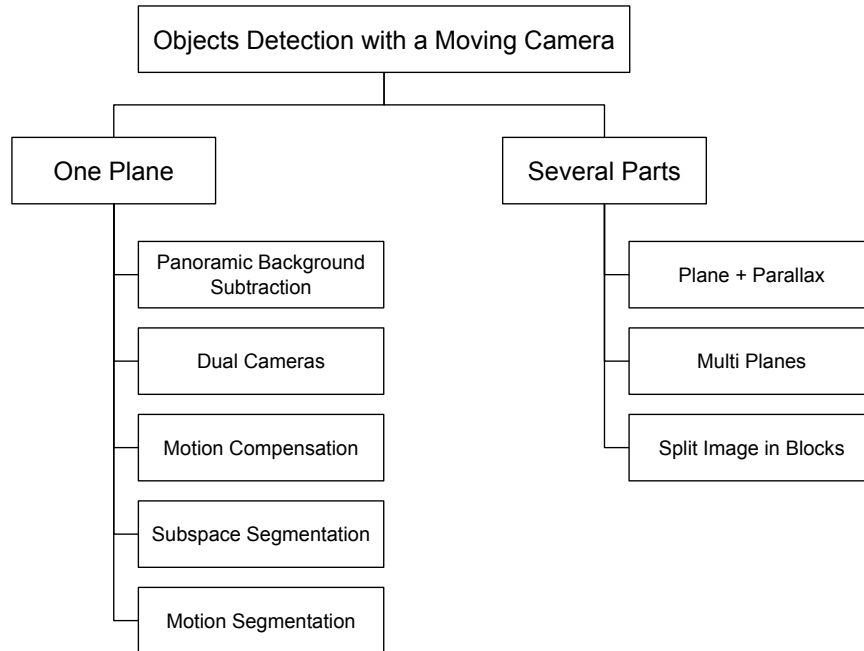 Objects Detection with a Moving Camera
One Plane
Several Parts
Panoramic Background
Subtraction
Dual Cameras
Motion Compensation
Subspace Segmentation
Motion Segmentation
Plane + Parallax
Multi Planes
Split Image in Blocks